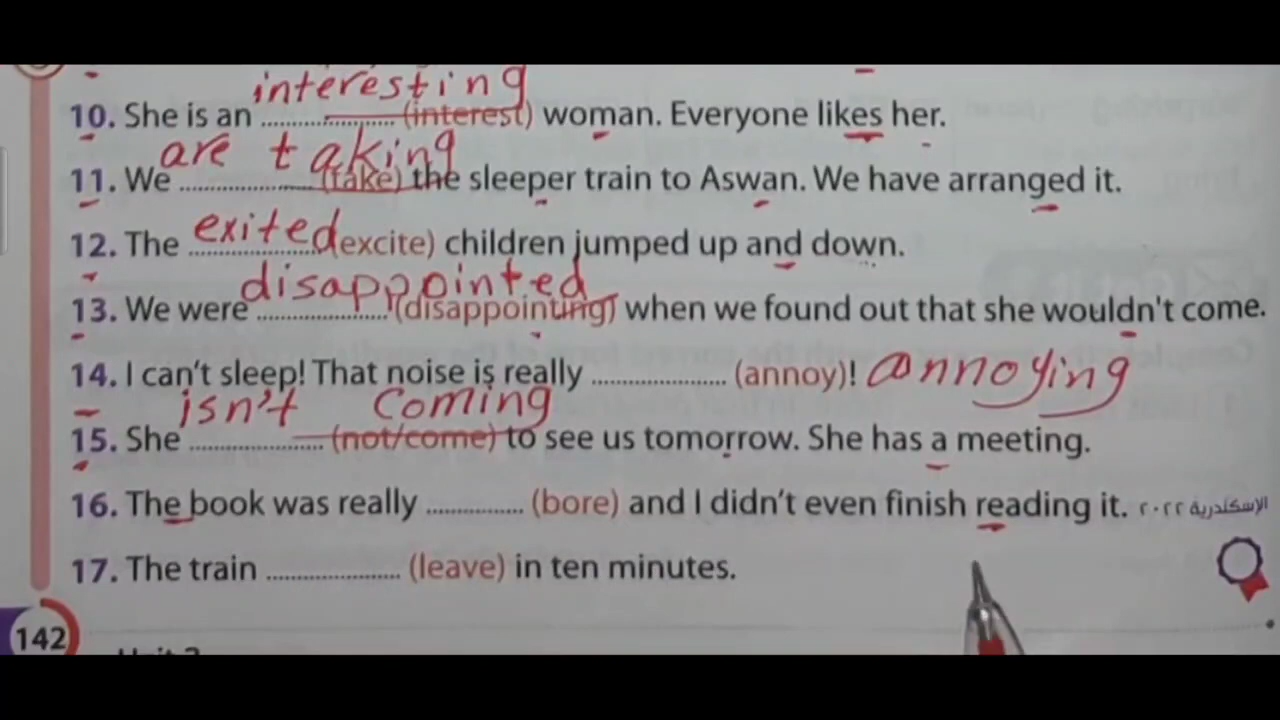 interesting
10. She is an .................... (interest) woman. Everyone likes her.
are taking
11. We .................... (take) the sleeper train to Aswan. We have arranged it.
exited
12. The .................... (excite) children jumped up and down.
disappointed
13. We were .................... (disappointing) when we found out that she wouldn't come.
14. I can't sleep! That noise is really .................... (annoy)! annoying
isn't coming
15. She .................... (not/come) to see us tomorrow. She has a meeting.
16. The book was really .............. (bore) and I didn't even finish reading it. الإسكندرية ٢٠٢٢
17. The train .................... (leave) in ten minutes.
142